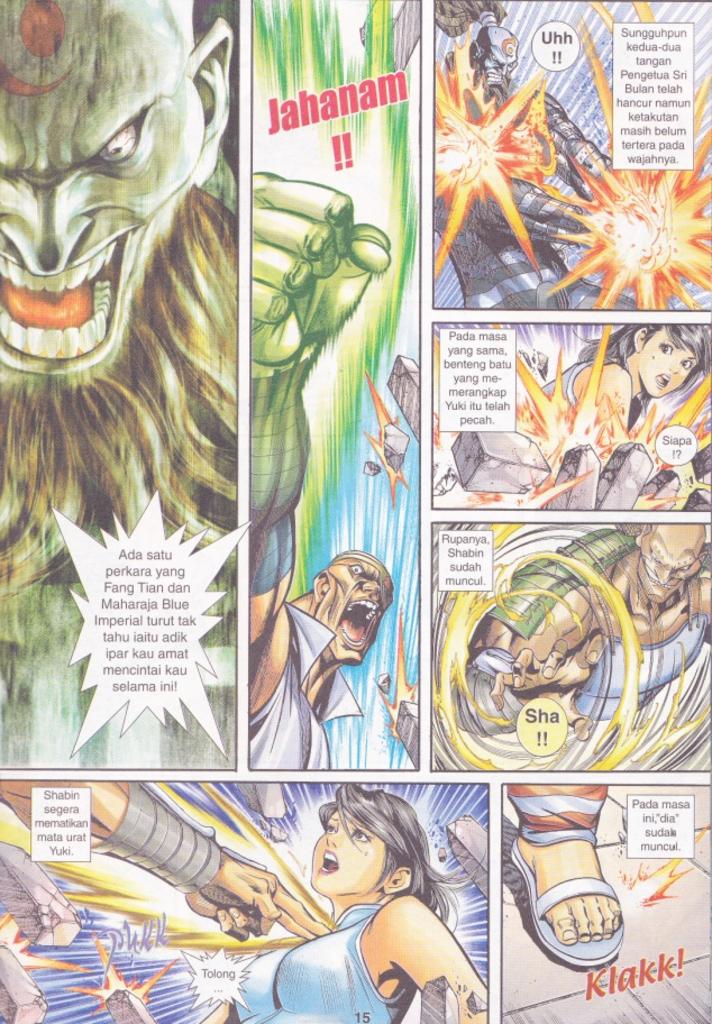 Ada satu
perkara yang
Fang Tian dan
Maharaja Blue
Imperial turut tak
tahu iaitu adik
ipar kau amat
mencintai kau
selama ini!
Jahanam
!!
Uhh
!!
Sungguhpun
kedua-dua
tangan
Pengetua Sri
Bulan telah
hancur namun
ketakutan
masih belum
tertera pada
wajahnya.
Pada masa
yang sama,
benteng batu
yang me-
merangkap
Yuki itu telah
pecah.
Siapa
!?
Rupanya,
Shabin
sudah
muncul.
Sha
!!
Shabin
segera
mematikan
mata urat
Yuki.
Tolong
...
Pada masa
ini,"dia"
sudah
muncul.
Klakk!
15